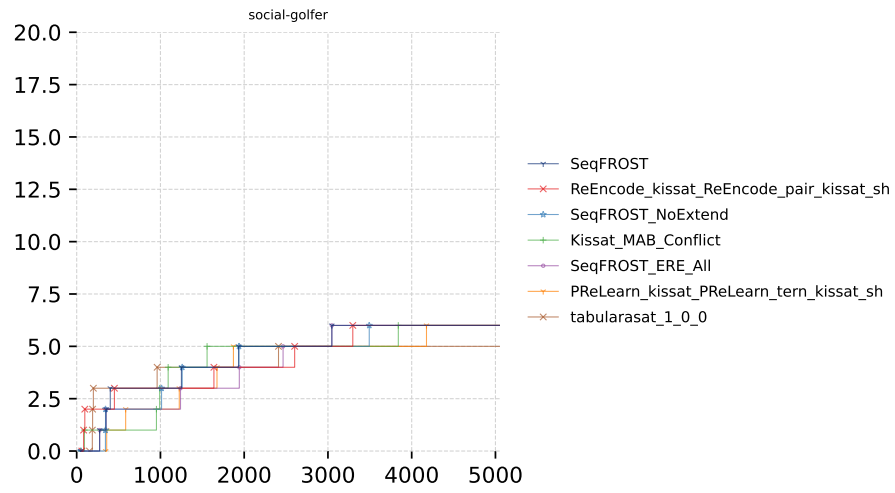 social-golfer
20.0
17.5
15.0
12.5
10.0
7.5
5.0
2.5
0.0
0 1000 2000 3000 4000 5000
SeqFROST
ReEncode_kissat_ReEncode_pair_kissat_sh
SeqFROST_NoExtend
Kissat_MAB_Conflict
SeqFROST_ERE_All
PReLearn_kissat_PReLearn_tern_kissat_sh
tabularasat_1_0_0